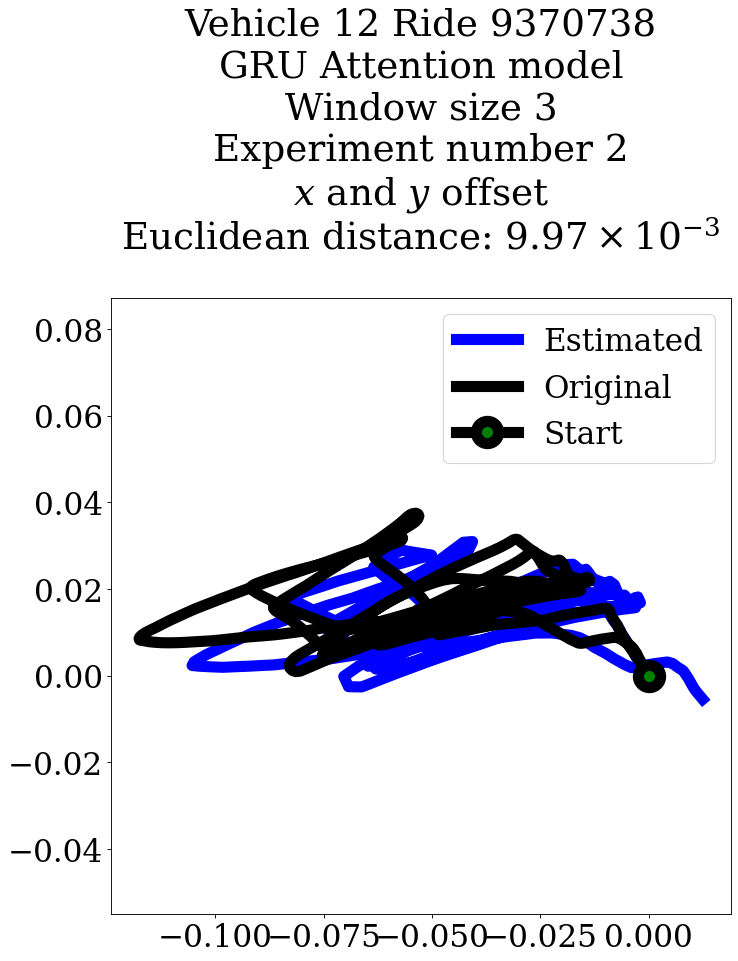 Vehicle 12 Ride 9370738
GRU Attention model
Window size 3
Experiment number 2
x and y offset
Euclidean distance: 9.97 × 10⁻³
Estimated
Original
Start
0.08
0.06
0.04
0.02
0.00
−0.02
−0.04
−0.100 −0.075 −0.050 −0.025 0.000